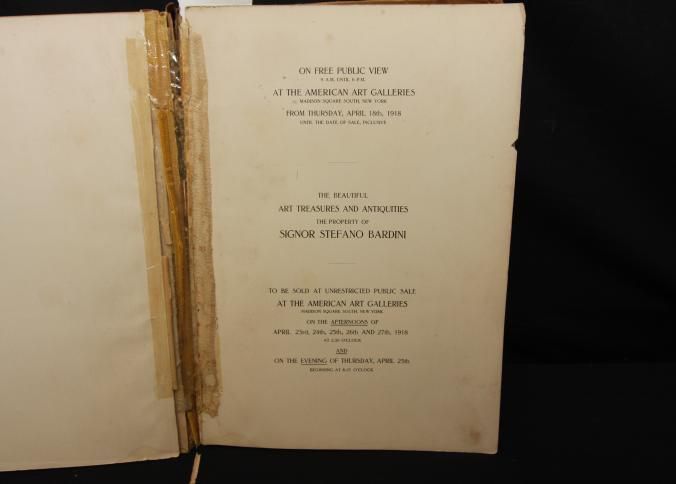 ON FREE PUBLIC VIEW
9 A.M. UNTIL 6 P.M.
AT THE AMERICAN ART GALLERIES
MADISON SQUARE SOUTH, NEW YORK
FROM THURSDAY, APRIL 18th, 1918
UNTIL THE DATE OF SALE, INCLUSIVE
THE BEAUTIFUL
ART TREASURES AND ANTIQUITIES
THE PROPERTY OF
SIGNOR STEFANO BARDINI
TO BE SOLD AT UNRESTRICTED PUBLIC SALE
AT THE AMERICAN ART GALLERIES
MADISON SQUARE SOUTH, NEW YORK
ON THE AFTERNOONS OF
APRIL 23rd, 24th, 25th, 26th AND 27th, 1918
AT 2.30 O'CLOCK
AND
ON THE EVENING OF THURSDAY, APRIL 25th
BEGINNING AT 8.15 O'CLOCK